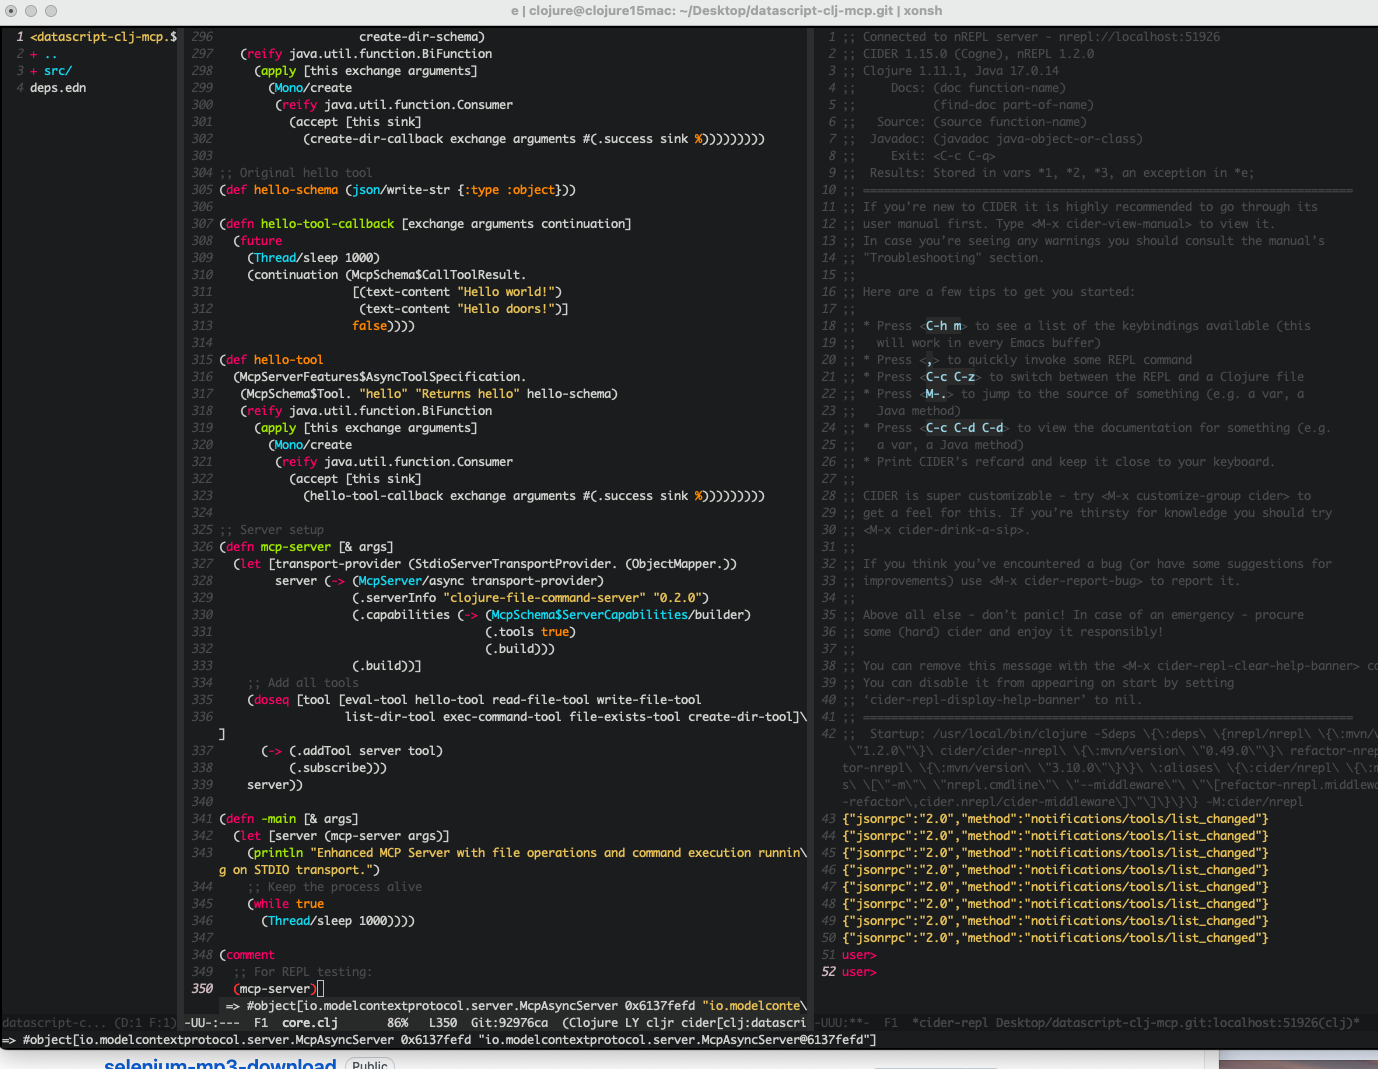 e | clojure@clojure15mac: ~/Desktop/datascript-clj-mcp.git | xonsh
1 <datascript-clj-mcp.$
2 + ..
3 + src/
4 deps.edn
datascript-c... (D:1 F:1)
296                     create-dir-schema)
297    (reify java.util.function.BiFunction
298      (apply [this exchange arguments]
299        (Mono/create
300         (reify java.util.function.Consumer
301           (accept [this sink]
302             (create-dir-callback exchange arguments #(.success sink %)))))))))
303
304 ;; Original hello tool
305 (def hello-schema (json/write-str {:type :object}))
306
307 (defn hello-tool-callback [exchange arguments continuation]
308   (future
309     (Thread/sleep 1000)
310     (continuation (McpSchema$CallToolResult.
311                    [(text-content "Hello world!")
312                     (text-content "Hello doors!")]
313                    false))))
314
315 (def hello-tool
316   (McpServerFeatures$AsyncToolSpecification.
317    (McpSchema$Tool. "hello" "Returns hello" hello-schema)
318    (reify java.util.function.BiFunction
319      (apply [this exchange arguments]
320        (Mono/create
321         (reify java.util.function.Consumer
322           (accept [this sink]
323             (hello-tool-callback exchange arguments #(.success sink %)))))))))
324
325 ;; Server setup
326 (defn mcp-server [& args]
327   (let [transport-provider (StdioServerTransportProvider. (ObjectMapper.))
328         server (-> (McpServer/async transport-provider)
329                    (.serverInfo "clojure-file-command-server" "0.2.0")
330                    (.capabilities (-> (McpSchema$ServerCapabilities/builder)
331                                       (.tools true)
332                                       (.build)))
333                    (.build))]
334     ;; Add all tools
335     (doseq [tool [eval-tool hello-tool read-file-tool write-file-tool
336                   list-dir-tool exec-command-tool file-exists-tool create-dir-tool]\
]
337       (-> (.addTool server tool)
338           (.subscribe)))
339     server))
340
341 (defn -main [& args]
342   (let [server (mcp-server args)]
343     (println "Enhanced MCP Server with file operations and command execution runnin\
g on STDIO transport.")
344     ;; Keep the process alive
345     (while true
346       (Thread/sleep 1000))))
347
348 (comment
349   ;; For REPL testing:
350   (mcp-server)
=> #object[io.modelcontextprotocol.server.McpAsyncServer 0x6137fefd "io.modelconte\
-UU-:---  F1  core.clj       86%   L350  Git:92976ca  (Clojure LY cljr cider[clj:datascri
1 ;; Connected to nREPL server - nrepl://localhost:51926
2 ;; CIDER 1.15.0 (Cogne), nREPL 1.2.0
3 ;; Clojure 1.11.1, Java 17.0.14
4 ;;     Docs: (doc function-name)
5 ;;           (find-doc part-of-name)
6 ;;   Source: (source function-name)
7 ;;  Javadoc: (javadoc java-object-or-class)
8 ;;     Exit: <C-c C-q>
9 ;;  Results: Stored in vars *1, *2, *3, an exception in *e;
10 ;; ======================================================================
11 ;; If you're new to CIDER it is highly recommended to go through its
12 ;; user manual first. Type <M-x cider-view-manual> to view it.
13 ;; In case you're seeing any warnings you should consult the manual's
14 ;; "Troubleshooting" section.
15 ;;
16 ;; Here are a few tips to get you started:
17 ;;
18 ;; * Press <C-h m> to see a list of the keybindings available (this
19 ;;   will work in every Emacs buffer)
20 ;; * Press <,> to quickly invoke some REPL command
21 ;; * Press <C-c C-z> to switch between the REPL and a Clojure file
22 ;; * Press <M-.> to jump to the source of something (e.g. a var, a
23 ;;   Java method)
24 ;; * Press <C-c C-d C-d> to view the documentation for something (e.g.
25 ;;   a var, a Java method)
26 ;; * Print CIDER's refcard and keep it close to your keyboard.
27 ;;
28 ;; CIDER is super customizable - try <M-x customize-group cider> to
29 ;; get a feel for this. If you're thirsty for knowledge you should try
30 ;; <M-x cider-drink-a-sip>.
31 ;;
32 ;; If you think you've encountered a bug (or have some suggestions for
33 ;; improvements) use <M-x cider-report-bug> to report it.
34 ;;
35 ;; Above all else - don't panic! In case of an emergency - procure
36 ;; some (hard) cider and enjoy it responsibly!
37 ;;
38 ;; You can remove this message with the <M-x cider-repl-clear-help-banner> co
39 ;; You can disable it from appearing on start by setting
40 ;; 'cider-repl-display-help-banner' to nil.
41 ;; ======================================================================
42 ;;  Startup: /usr/local/bin/clojure -Sdeps \{\:deps\ \{nrepl/nrepl\ \{\:mvn/v
\"1.2.0\"\}\ cider/cider-nrepl\ \{\:mvn/version\ \"0.49.0\"\}\ refactor-nrep
tor-nrepl\ \{\:mvn/version\ \"3.10.0\"\}\}\ \:aliases\ \{\:cider/nrepl\ \{\:m
s\ \[\"-m\"\ \"nrepl.cmdline\"\ \"--middleware\"\ \"\[refactor-nrepl.middlewa
-refactor\,cider.nrepl/cider-middleware\]\"\]\}\}\} -M:cider/nrepl
43 {"jsonrpc":"2.0","method":"notifications/tools/list_changed"}
44 {"jsonrpc":"2.0","method":"notifications/tools/list_changed"}
45 {"jsonrpc":"2.0","method":"notifications/tools/list_changed"}
46 {"jsonrpc":"2.0","method":"notifications/tools/list_changed"}
47 {"jsonrpc":"2.0","method":"notifications/tools/list_changed"}
48 {"jsonrpc":"2.0","method":"notifications/tools/list_changed"}
49 {"jsonrpc":"2.0","method":"notifications/tools/list_changed"}
50 {"jsonrpc":"2.0","method":"notifications/tools/list_changed"}
51 user>
52 user>
-UUU:**-  F1  *cider-repl Desktop/datascript-clj-mcp.git:localhost:51926(clj)*
=> #object[io.modelcontextprotocol.server.McpAsyncServer 0x6137fefd "io.modelcontextprotocol.server.McpAsyncServer@6137fefd"]
selenium-mp3-download Public